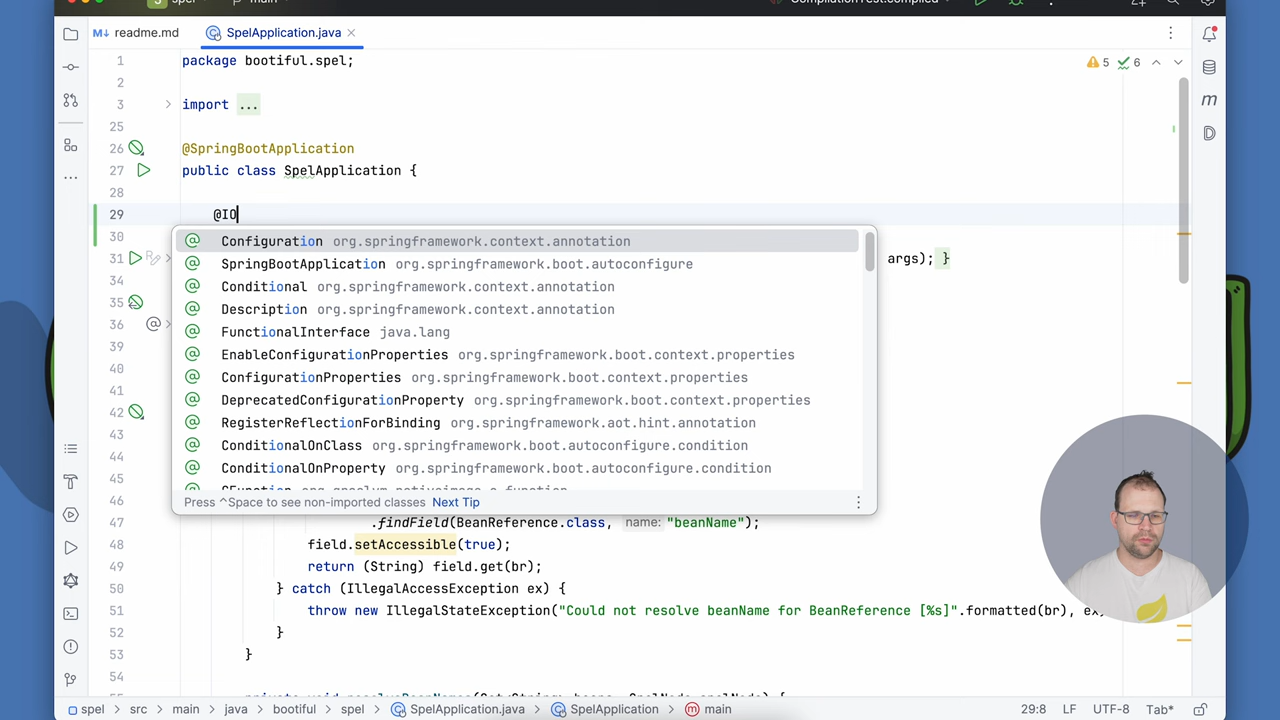 spel main CompilationTest.compiled
readme.md SpelApplication.java
1 package bootiful.spel; 5 6
2
3 import ...
25
26 @SpringBootApplication
27 public class SpelApplication {
28
29 @IO
30
31 args); }
34
35
36
39
40
41
42
43
44
45
46
Configuration org.springframework.context.annotation
SpringBootApplication org.springframework.boot.autoconfigure
Conditional org.springframework.context.annotation
Description org.springframework.context.annotation
FunctionalInterface java.lang
EnableConfigurationProperties org.springframework.boot.context.properties
ConfigurationProperties org.springframework.boot.context.properties
DeprecatedConfigurationProperty org.springframework.boot.context.properties
RegisterReflectionForBinding org.springframework.aot.hint.annotation
ConditionalOnClass org.springframework.boot.autoconfigure.condition
ConditionalOnProperty org.springframework.boot.autoconfigure.condition
Press ^Space to see non-imported classes Next Tip
47 .findField(BeanReference.class, name: "beanName");
48 field.setAccessible(true);
49 return (String) field.get(br);
50 } catch (IllegalAccessException ex) {
51 throw new IllegalStateException("Could not resolve beanName for BeanReference [%s]".formatted(br), ex)
52 }
53 }
54
spel > src > main > java > bootiful > spel > SpelApplication.java > SpelApplication > main 29:8 LF UTF-8 Tab*